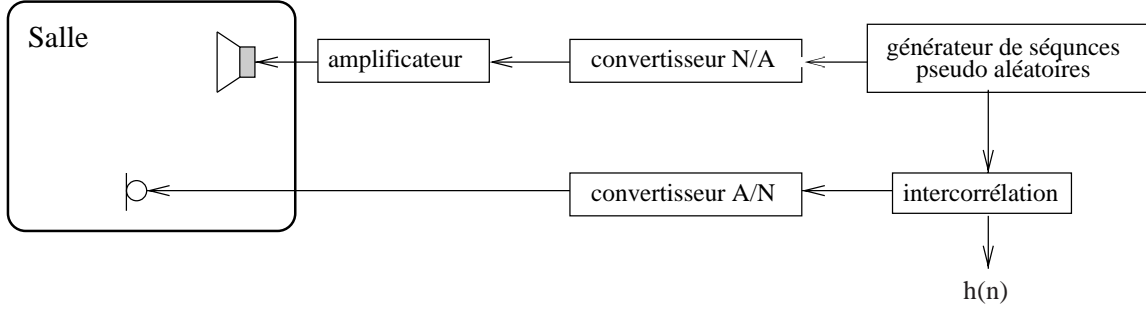 Salle
amplificateur
convertisseur N/A
générateur de séqunces
pseudo aléatoires
convertisseur A/N
intercorrélation
h(n)